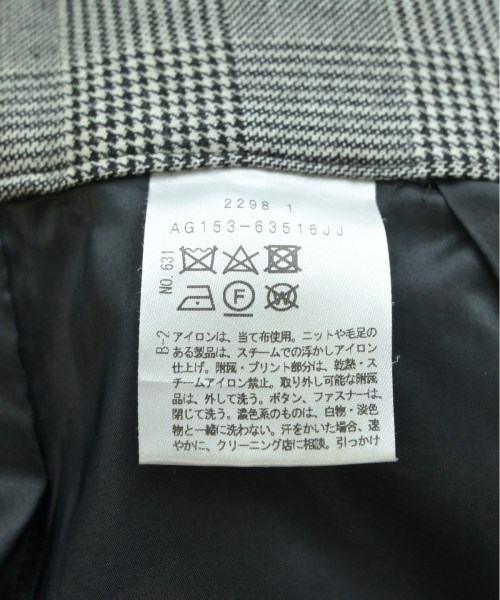 2298 1
AG153-63516JJ
NO.631
F
W
B-2
アイロンは、当て布使用。ニットや毛足の
ある製品は、スチームでの浮かしアイロン
仕上げ。附属・プリント部分は、乾熱・ス
チームアイロン禁止。取り外し可能な附属
品は、外して洗う。ボタン、ファスナーは、
閉じて洗う。濃色系のものは、白物・淡色
物と一緒に洗わない。汗をかいた場合、速
やかに、クリーニング店に相談。引っかけ